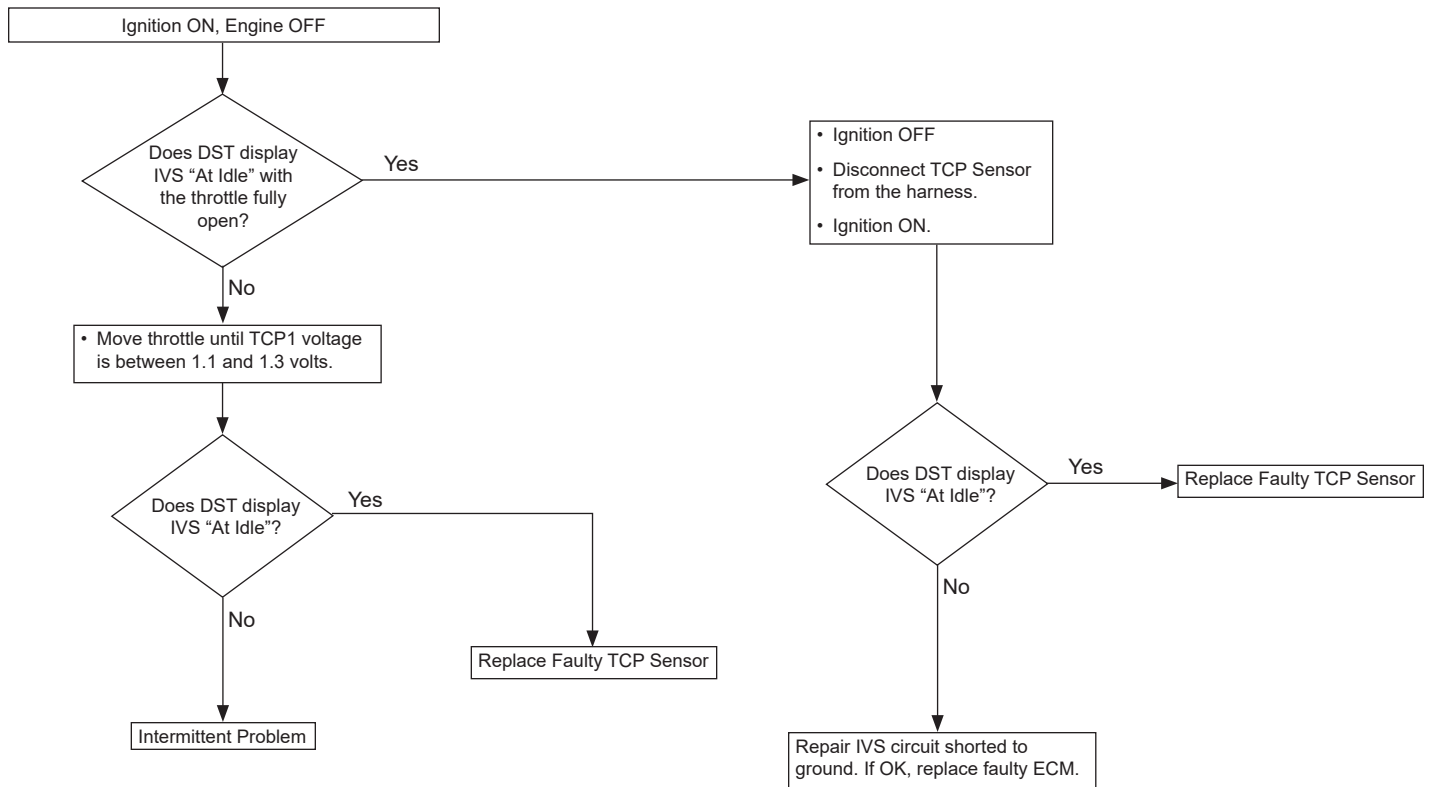 Ignition ON, Engine OFF
Does DST display
IVS “At Idle” with
the throttle fully
open?
Yes
No
• Ignition OFF
• Disconnect TCP Sensor
from the harness.
• Ignition ON.
• Move throttle until TCP1 voltage
is between 1.1 and 1.3 volts.
Does DST display
IVS “At Idle”?
Yes
No
Replace Faulty TCP Sensor
Intermittent Problem
Does DST display
IVS “At Idle”?
Yes
Replace Faulty TCP Sensor
No
Repair IVS circuit shorted to
ground. If OK, replace faulty ECM.